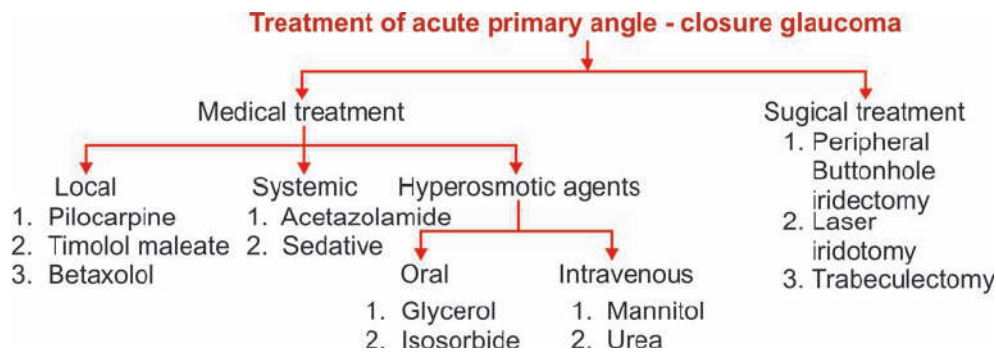 Treatment of acute primary angle - closure glaucoma
Medical treatment
Sugical treatment
1. Peripheral
Buttonhole
iridectomy
2. Laser
iridotomy
3. Trabeculectomy
Local
1. Pilocarpine
2. Timolol maleate
3. Betaxolol
Systemic
1. Acetazolamide
2. Sedative
Hyperosmotic agents
Oral
1. Glycerol
2. Isosorbide
Intravenous
1. Mannitol
2. Urea